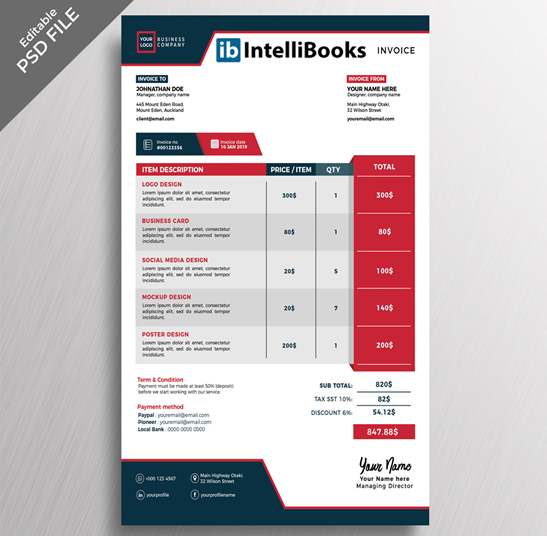 Editable
PSD FILE
YOUR
LOGO
BUSINESS
COMPANY
ib IntelliBooks
INVOICE
INVOICE TO
JOHNATHAN DOE
Manager, company name
445 Mount Eden Road,
Mount Eden, Auckland
client@email.com
INVOICE FROM
YOUR NAME HERE
Designer, company name
Main Highway Otaki,
32 Wilson Street
youremail@email.com
Invoice no
#00123356
Invoice date
10 JAN 2019
ITEM DESCRIPTION PRICE / ITEM QTY TOTAL
LOGO DESIGN
Lorem ipsum dolor sit amet, consectetur
adipiscing elit, sed do eiusmod tempor
incididunt.
300$ 1 300$
BUSINESS CARD
Lorem ipsum dolor sit amet, consectetur
adipiscing elit, sed do eiusmod tempor
incididunt.
80$ 1 80$
SOCIAL MEDIA DESIGN
Lorem ipsum dolor sit amet, consectetur
adipiscing elit, sed do eiusmod tempor
incididunt.
20$ 5 100$
MOCKUP DESIGN
Lorem ipsum dolor sit amet, consectetur
adipiscing elit, sed do eiusmod tempor
incididunt.
20$ 7 140$
POSTER DESIGN
Lorem ipsum dolor sit amet, consectetur
adipiscing elit, sed do eiusmod tempor
incididunt.
200$ 1 200$
Term & Condition
Payment must be made at least 50% (deposit)
before we start working with our service.
Payment method
Paypal : youremail@email.com
Pioneer : youremail@email.com
Local Bank : 0000 0000 0000
SUB TOTAL: 820$
TAX SST 10%: 82$
DISCOUNT 6%: 54.12$
847.88$
Your Name
Your Name here
Managing Director
+000 123 4567
Main Highway Otaki,
32 Wilson Street
yourprofile
yourprofilename